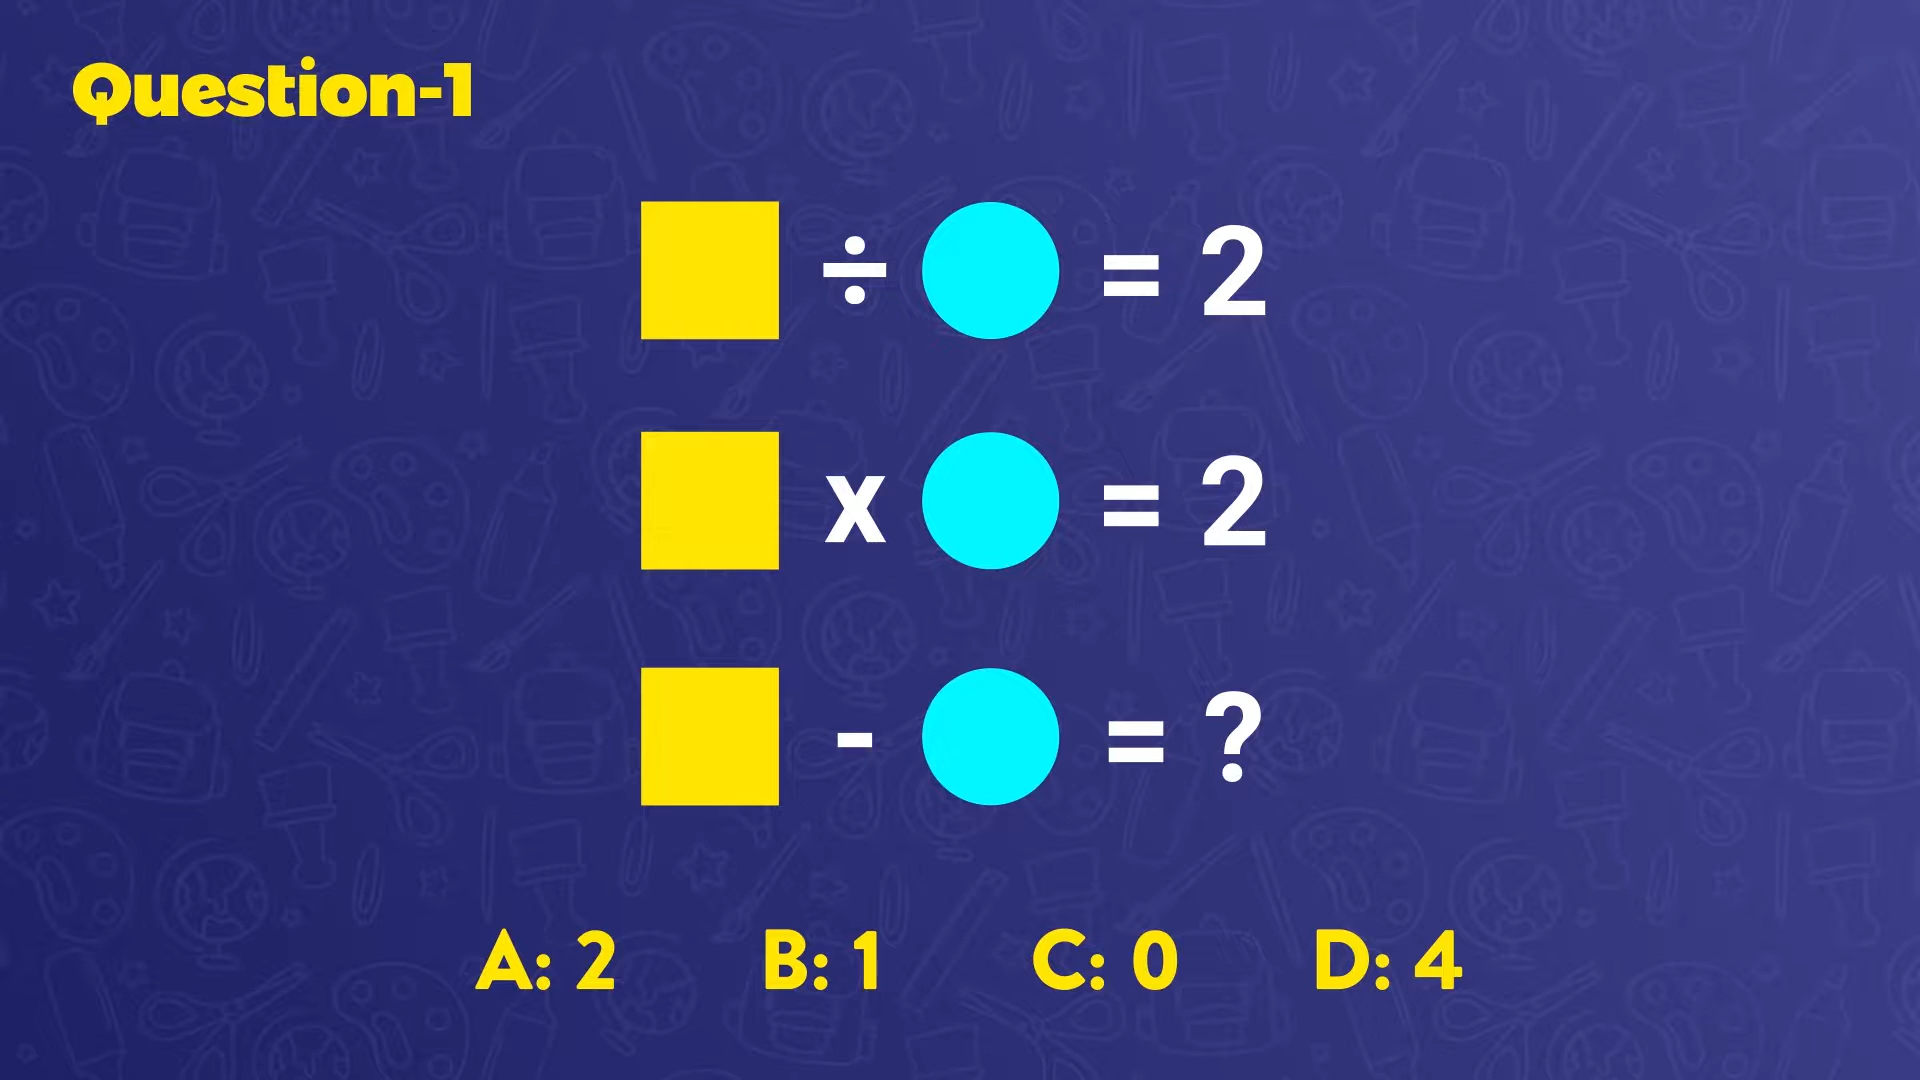 Question-1
÷ = 2
x = 2
- = ?
A: 2 B: 1 C: 0 D: 4